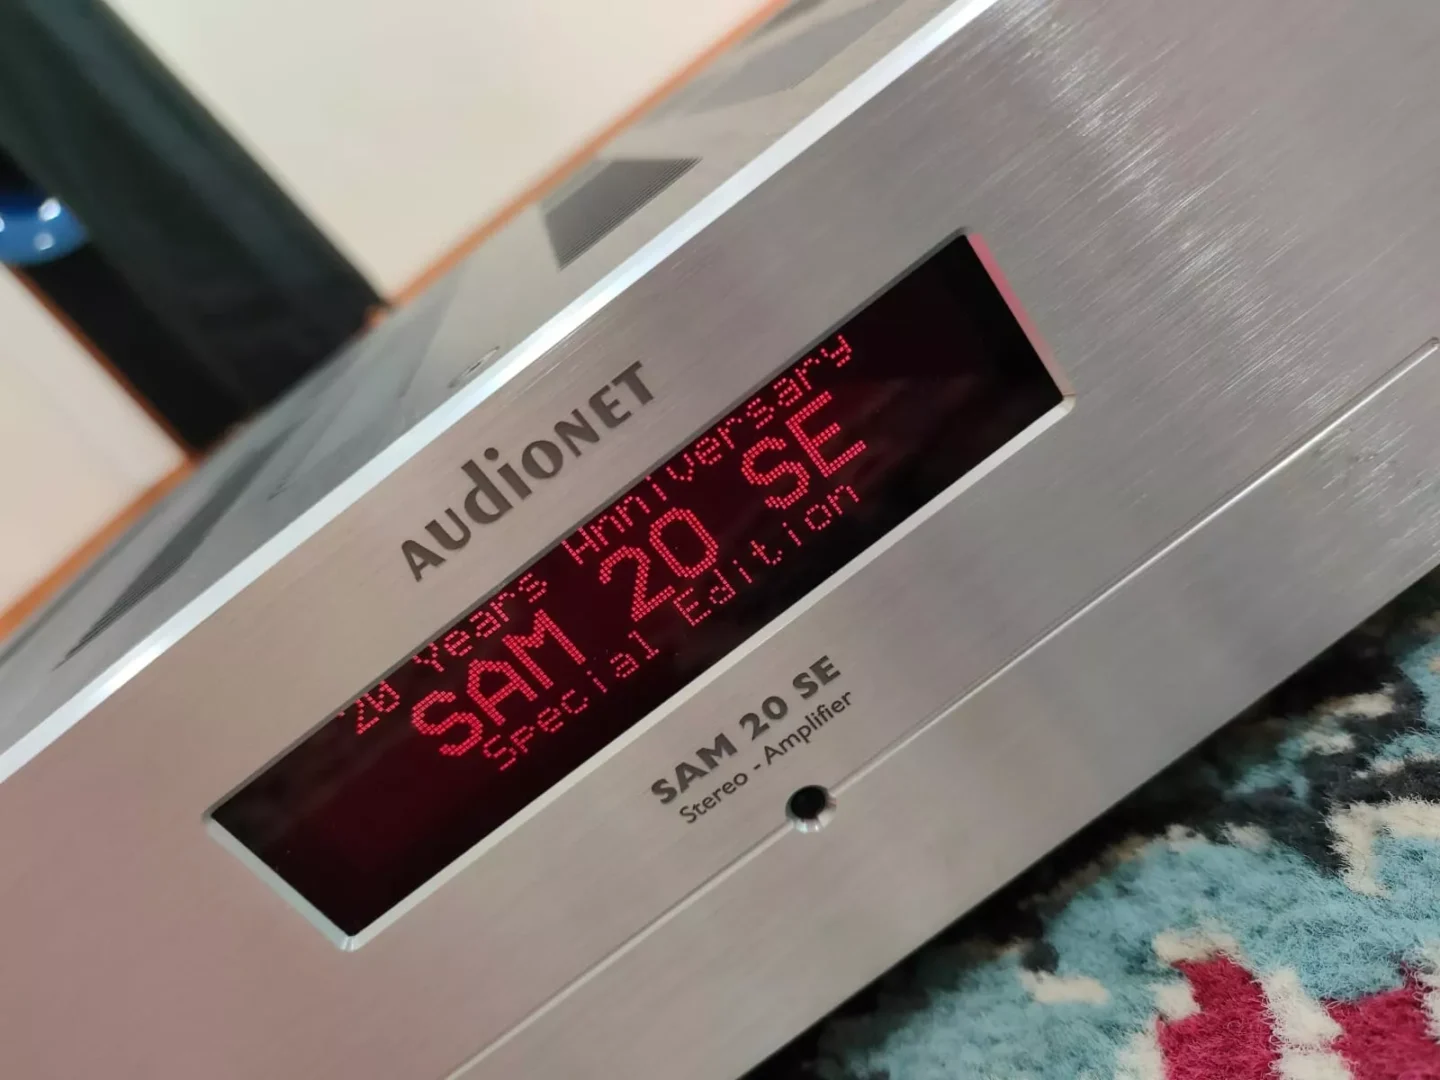 AUdioNET
20 Years Anniversary
SAM 20 SE
Special Edition
SAM 20 SE
Stereo - Amplifier